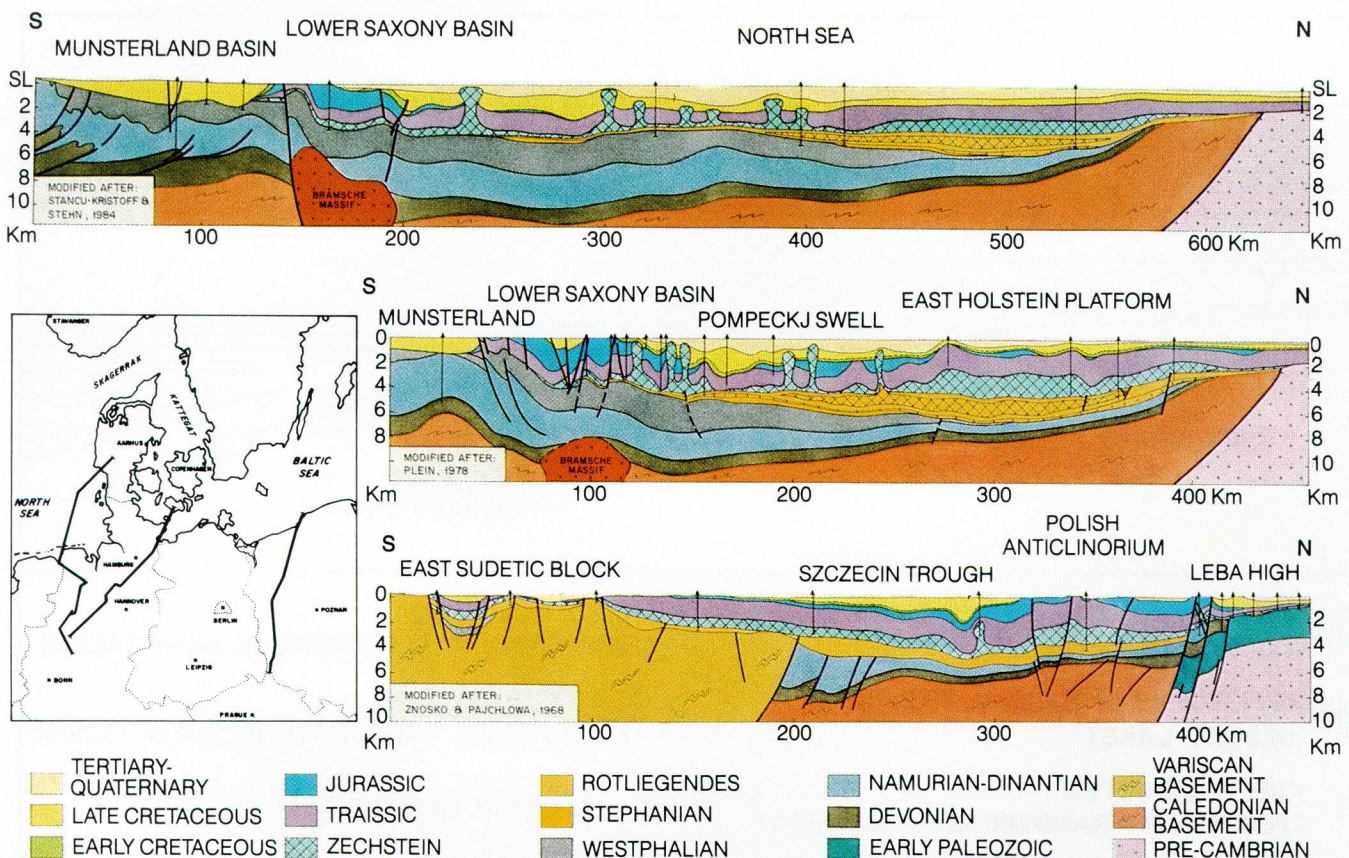 S
N
MUNSTERLAND BASIN
LOWER SAXONY BASIN
NORTH SEA
SL
2
4
6
8
10
Km
SL
2
4
6
8
10
Km
BRAMSCHE
MASSIF
MODIFIED AFTER:
STANCU-KRISTOFF &
STEHN, 1984
100
200
-300
400
500
600 Km
S
N
MUNSTERLAND
LOWER SAXONY BASIN
POMPECKJ SWELL
EAST HOLSTEIN PLATFORM
0
2
4
6
8
Km
0
2
4
6
8
10
MODIFIED AFTER:
PLEIN, 1978
BRAMSCHE
MASSIF
100
200
300
400 Km
STAVANGER
SKAGERRAK
KATTEGAT
AARHUS
COPENHAGEN
BALTIC
SEA
NORTH
SEA
HAMBURG
HANNOVER
BERLIN
POZNAN
LEIPZIG
BONN
PRAGUE
S
N
EAST SUDETIC BLOCK
SZCZECIN TROUGH
POLISH
ANTICLINORIUM
LEBA HIGH
0
2
4
6
8
10
Km
0
2
4
6
8
10
Km
MODIFIED AFTER:
ZNOSKO & PAJCHLOWA, 1968
100
200
300
400 Km
TERTIARY-
QUATERNARY
LATE CRETACEOUS
EARLY CRETACEOUS
JURASSIC
TRAISSIC
ZECHSTEIN
ROTLIEGENDES
STEPHANIAN
WESTPHALIAN
NAMURIAN-DINANTIAN
DEVONIAN
EARLY PALEOZOIC
VARISCAN
BASEMENT
CALEDONIAN
BASEMENT
PRE-CAMBRIAN